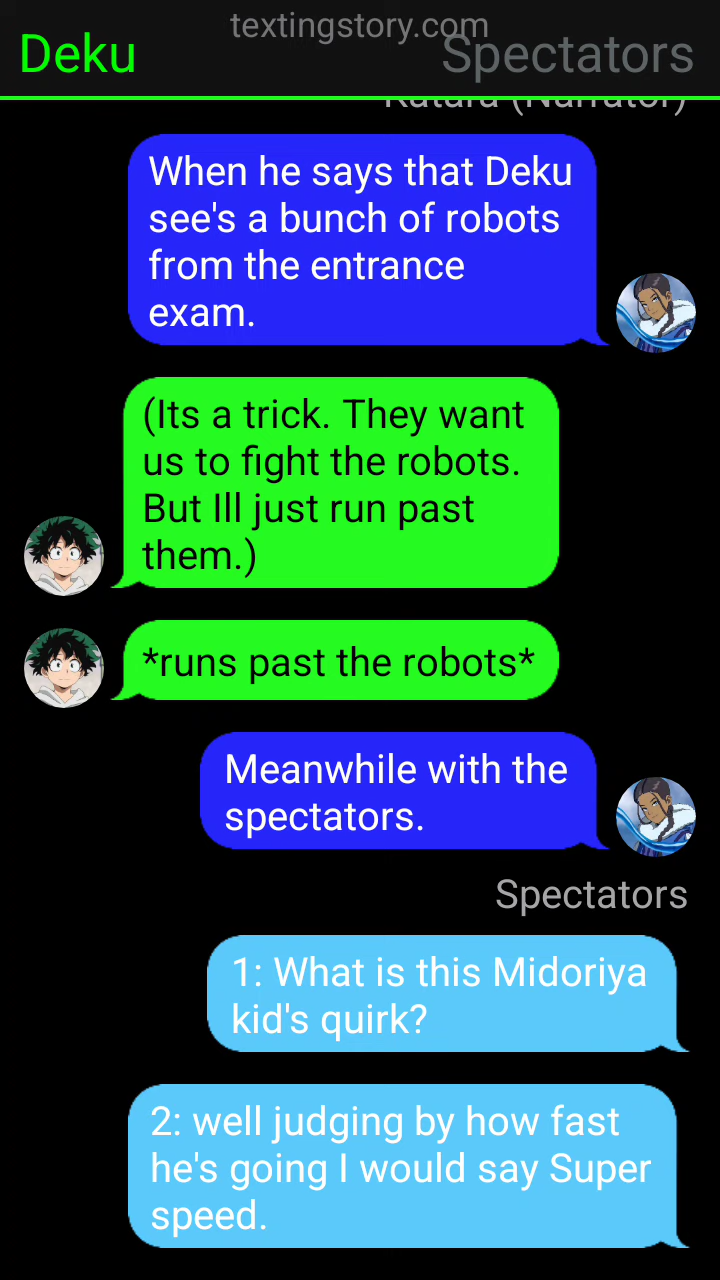 textingstory.com
Deku
Spectators
Katara (Narrator)
When he says that Deku
see's a bunch of robots
from the entrance
exam.
(Its a trick. They want
us to fight the robots.
But Ill just run past
them.)
*runs past the robots*
Meanwhile with the
spectators.
Spectators
1: What is this Midoriya
kid's quirk?
2: well judging by how fast
he's going I would say Super
speed.